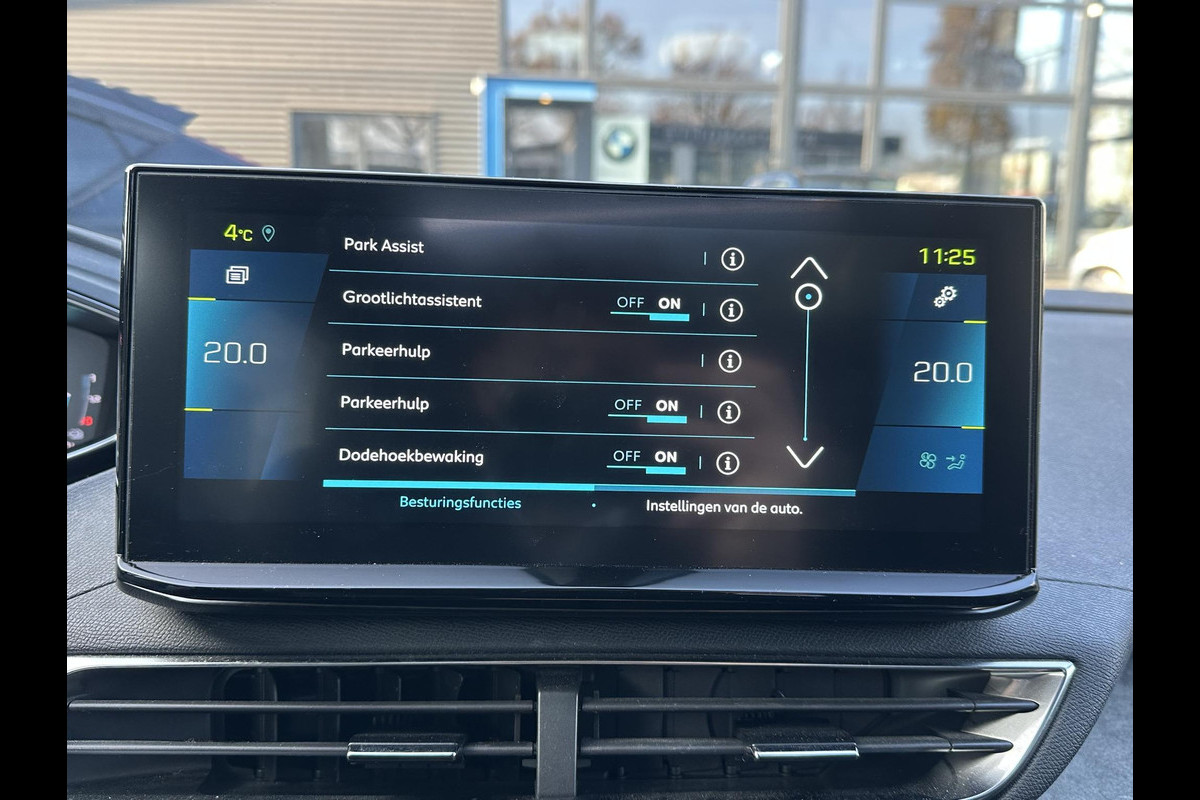 4°C
Park Assist
11:25
Grootlichtassistent OFF ON
20.0
Parkeerhulp
20.0
Parkeerhulp OFF ON
Dodehoekbewaking OFF ON
Besturingsfuncties
Instellingen van de auto.